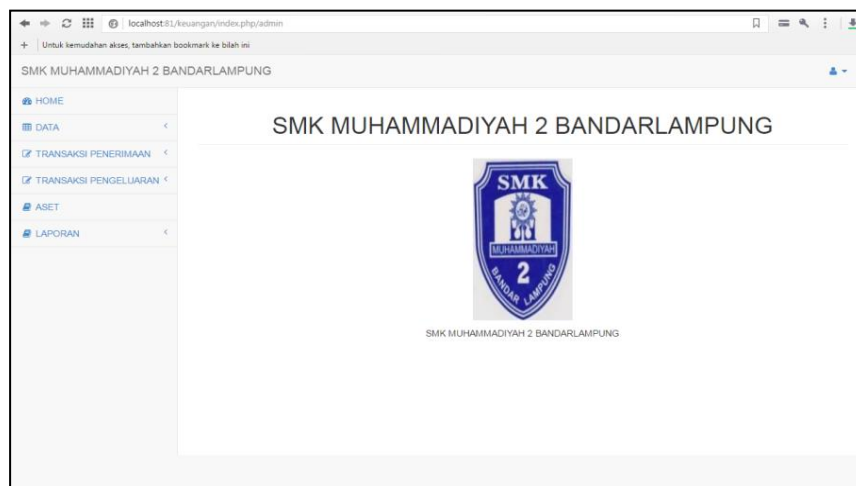 localhost:81/keuangan/index.php/admin
+ Untuk kemudahan akses, tambahkan bookmark ke bilah ini
SMK MUHAMMADIYAH 2 BANDARLAMPUNG
HOME
DATA
TRANSAKSI PENERIMAAN
TRANSAKSI PENGELUARAN
ASET
LAPORAN
SMK MUHAMMADIYAH 2 BANDARLAMPUNG
SMK
MUHAMMADIYAH
2
BANDAR LAMPUNG
SMK MUHAMMADIYAH 2 BANDARLAMPUNG